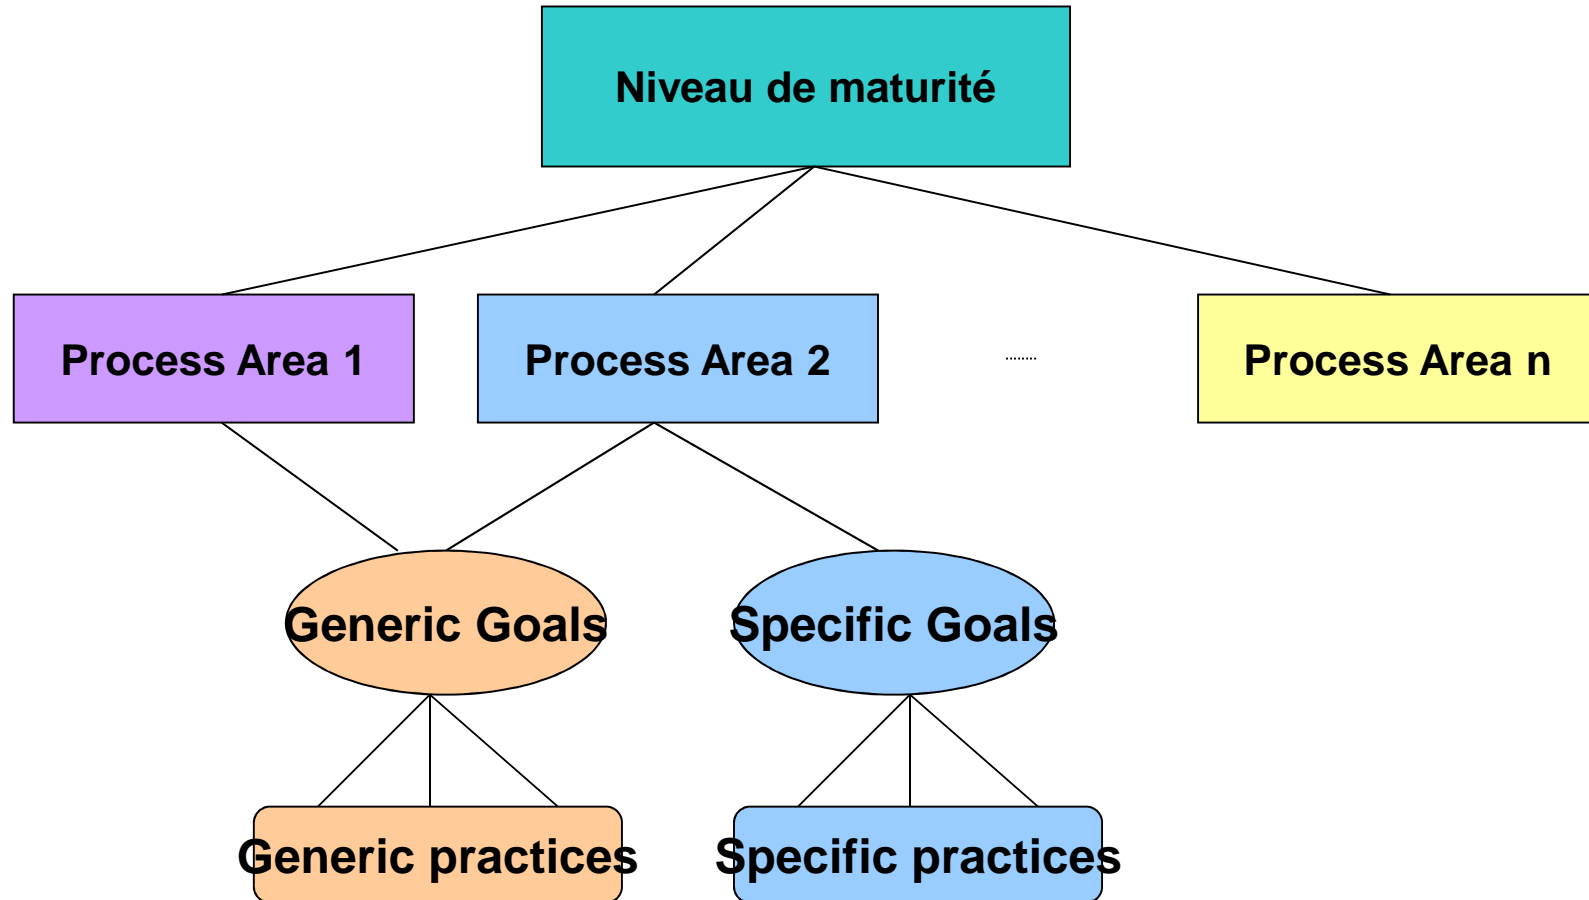 Niveau de maturité
Process Area 1
Process Area 2
........
Process Area n
Generic Goals
Specific Goals
Generic practices
Specific practices